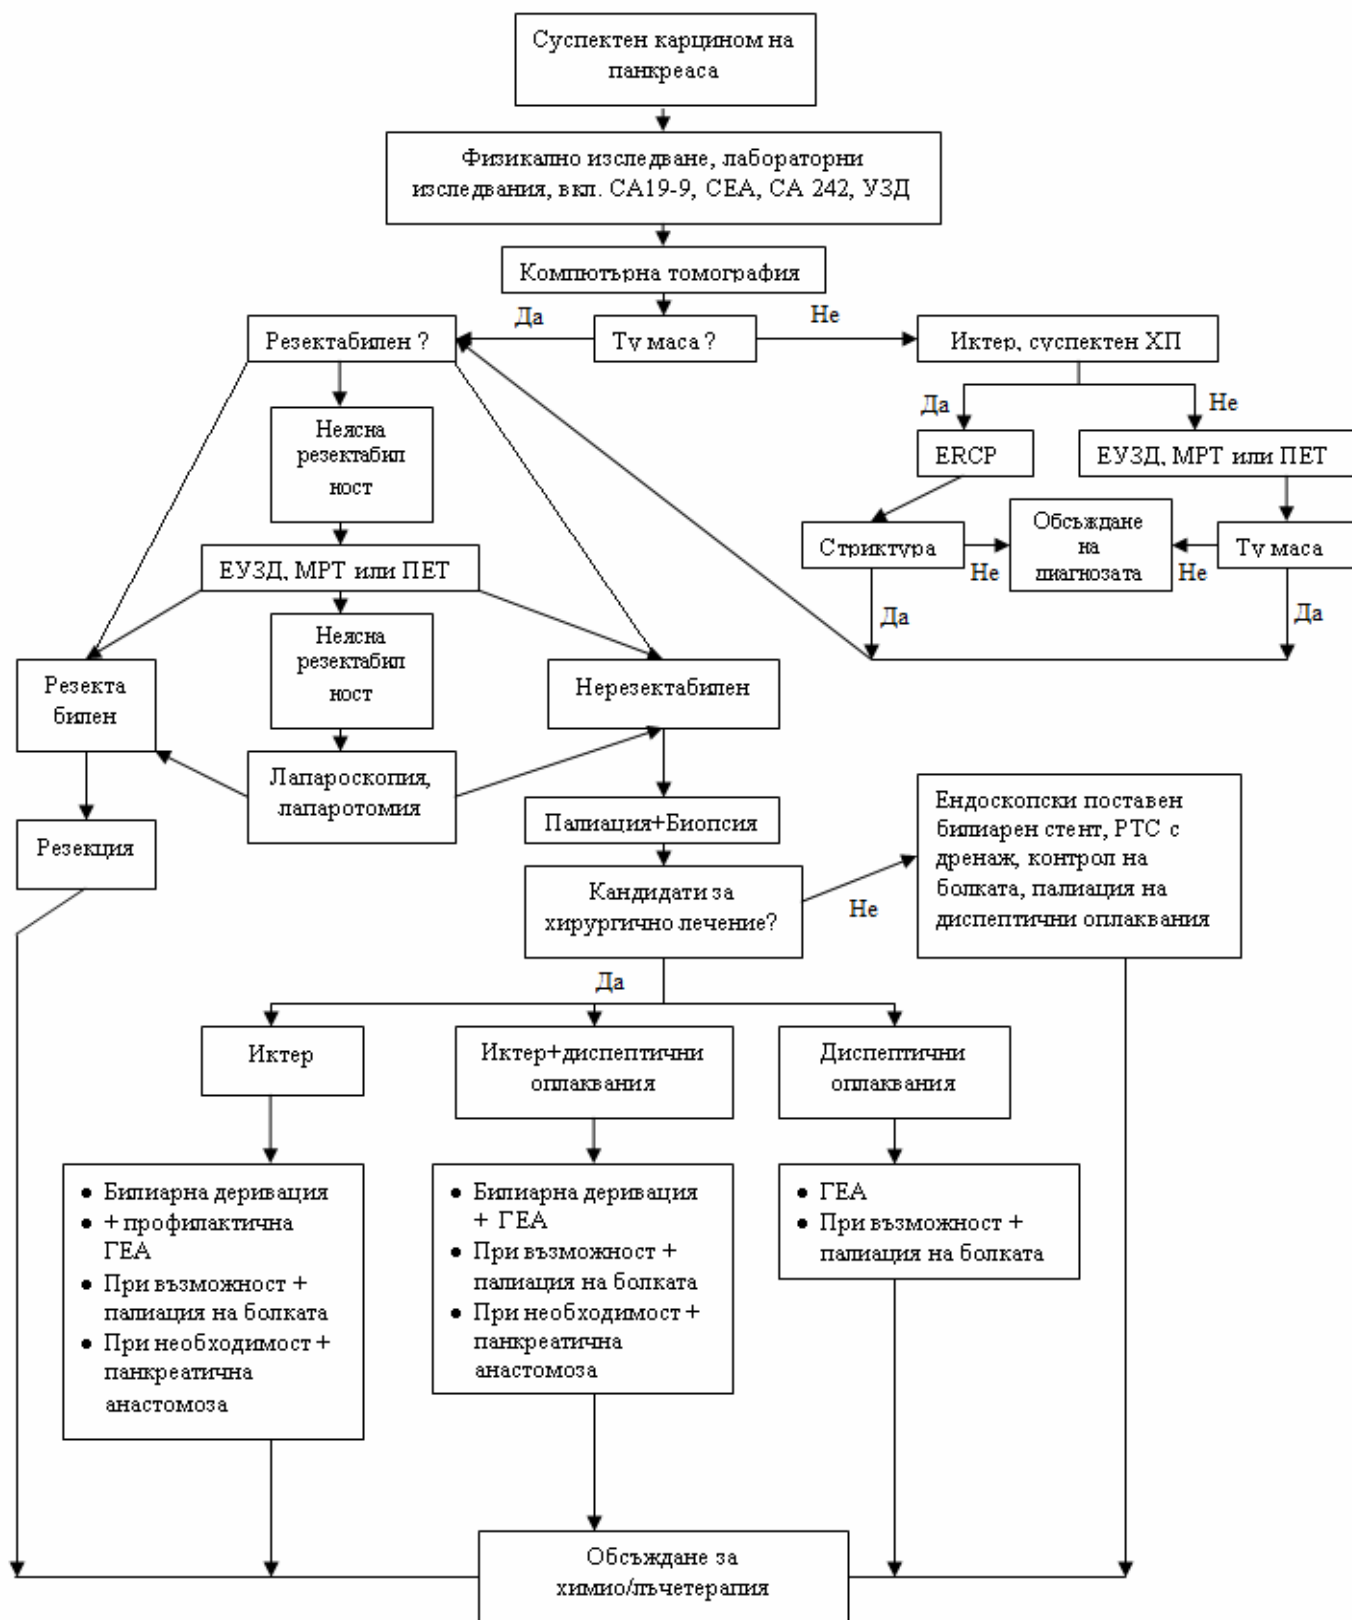 Суспектен карцином на
панкреаса
Физикално изследване, лабораторни
изследвания, вкл. СА19-9, СЕА, СА 242, УЗД
Компютърна томография
Да
Не
Резектабилен ?
Ту маса ?
Иктер, суспектен ХП
Да
Не
Неясна
резектабил
ност
ERCP
ЕУЗД, МРТ или ПЕТ
Стриктура
Обсъждане
на
диагнозата
Ту маса
Не
Не
Да
Да
ЕУЗД, МРТ или ПЕТ
Неясна
резектабил
ност
Резекта
билен
Нерезектабилен
Лапароскопия,
лапаротомия
Резекция
Палиация+Биопсия
Кандидати за
хирургично лечение?
Не
Ендоскопски поставен
билиарен стент, РТС с
дренаж, контрол на
болката, палиация на
диспептични оплаквания
Да
Иктер
Иктер+диспептични
оплаквания
Диспептични
оплаквания
• Билиарна деривация
• + профилактична
ГЕА
• При възможност +
палиация на болката
• При необходимост +
панкреатична
анастомоза
• Билиарна деривация
+ ГЕА
• При възможност +
палиация на болката
• При необходимост +
панкреатична
анастомоза
• ГЕА
• При възможност +
палиация на болката
Обсъждане за
химио/лъчетерапия